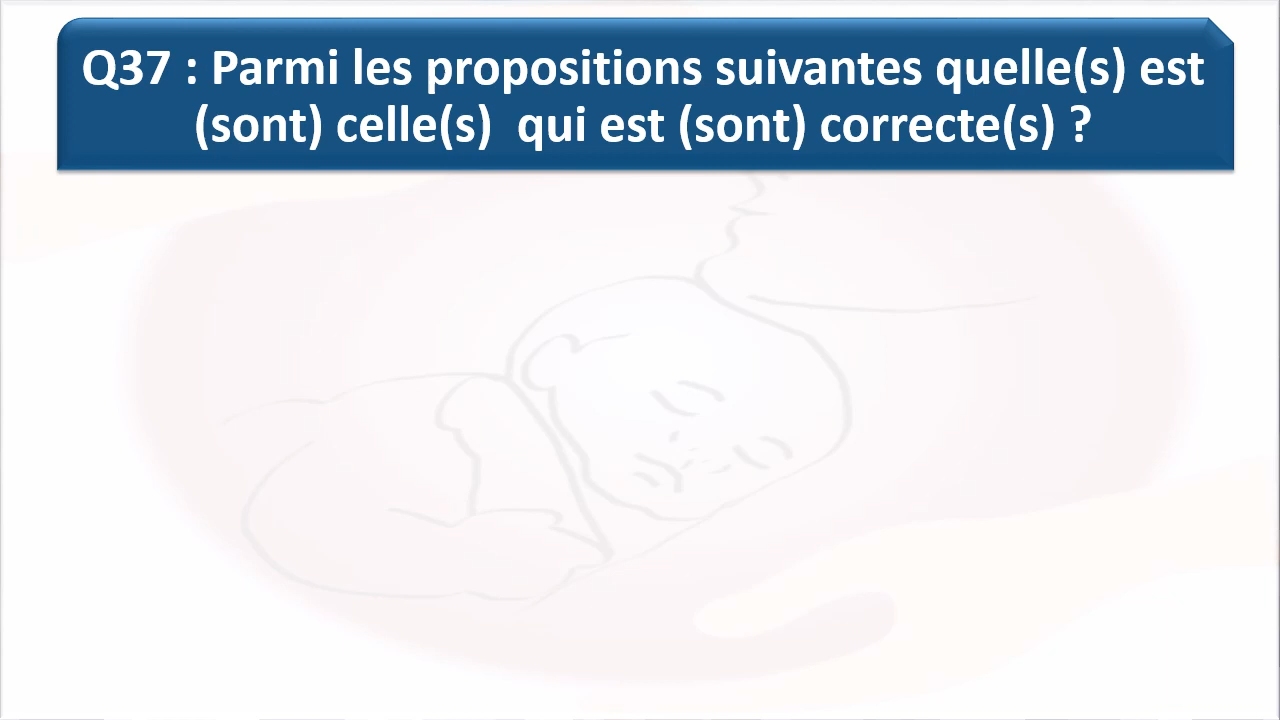 Q37 : Parmi les propositions suivantes quelle(s) est
(sont) celle(s)  qui est (sont) correcte(s) ?